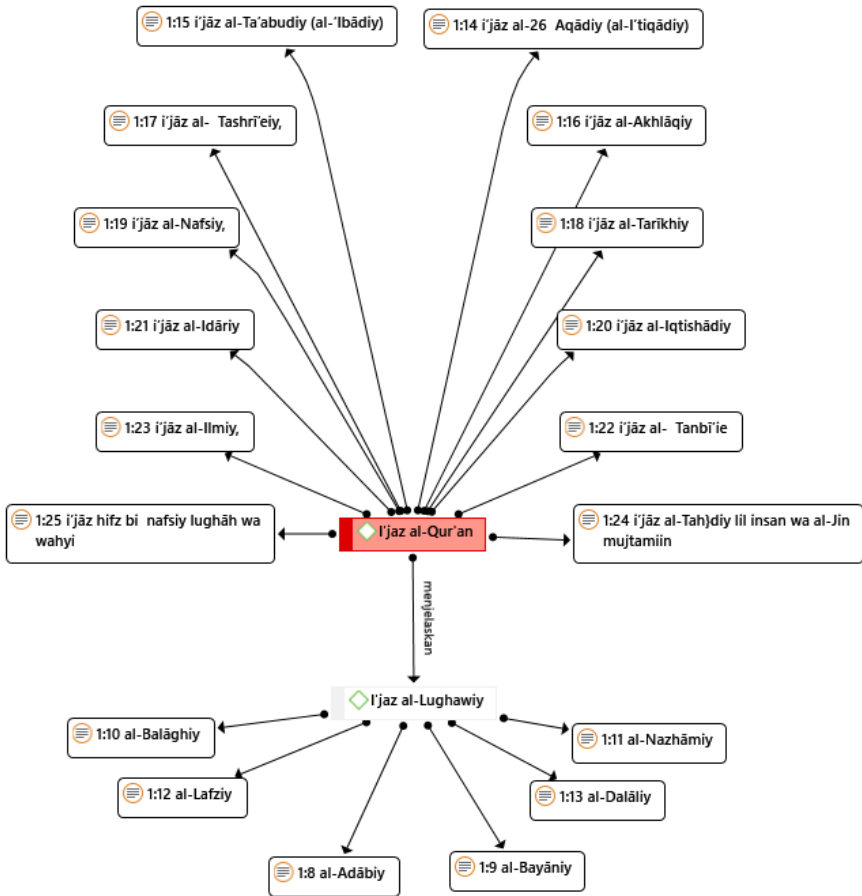 1:15 i'jāz al-Ta'abudiy (al-'Ibādiy)
1:14 i'jāz al-26 Aqādiy (al-I'tiqādiy)
1:17 i'jāz al- Tashrī'eiy,
1:16 i'jāz al-Akhlāqiy
1:19 i'jāz al-Nafsiy,
1:18 i'jāz al-Tarīkhiy
1:21 i'jāz al-Idāriy
1:20 i'jāz al-Iqtishādiy
1:23 i'jāz al-Ilmiy,
1:22 i'jāz al- Tanbī'ie
1:25 i'jāz hifz bi nafsiy lughāh wa
wahyi
I'jaz al-Qur'an
1:24 i'jāz al-Tah}diy lil insan wa al-Jin
mujtamiin
menjelaskan
I'jaz al-Lughawiy
1:10 al-Balāghiy
1:11 al-Nazhāmiy
1:12 al-Lafziy
1:13 al-Dalāliy
1:8 al-Adābiy
1:9 al-Bayāniy